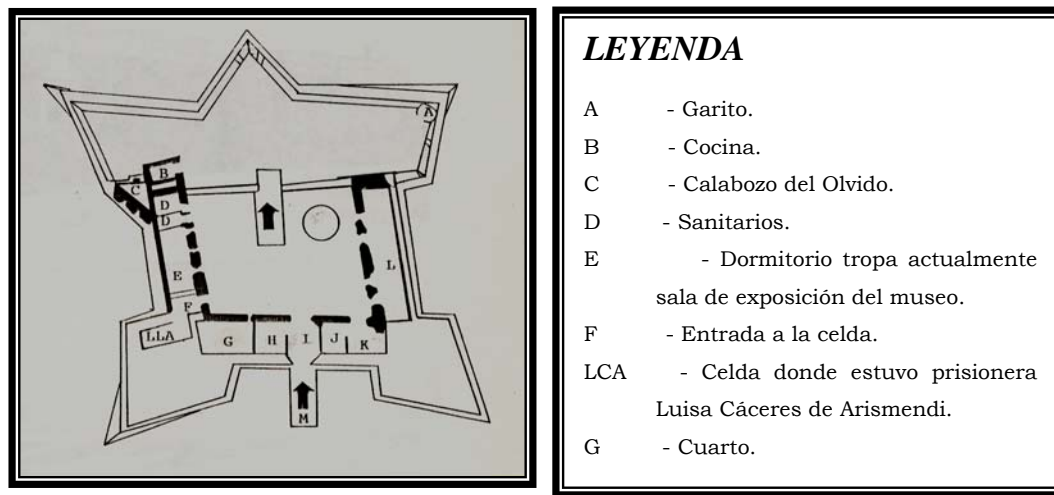 A
B
C
D
D
E
L
F
LLA
G
H
I
J
K
M
LEYENDA
A - Garito.
B - Cocina.
C - Calabozo del Olvido.
D - Sanitarios.
E - Dormitorio tropa actualmente
sala de exposición del museo.
F - Entrada a la celda.
LCA - Celda donde estuvo prisionera
Luisa Cáceres de Arismendi.
G - Cuarto.